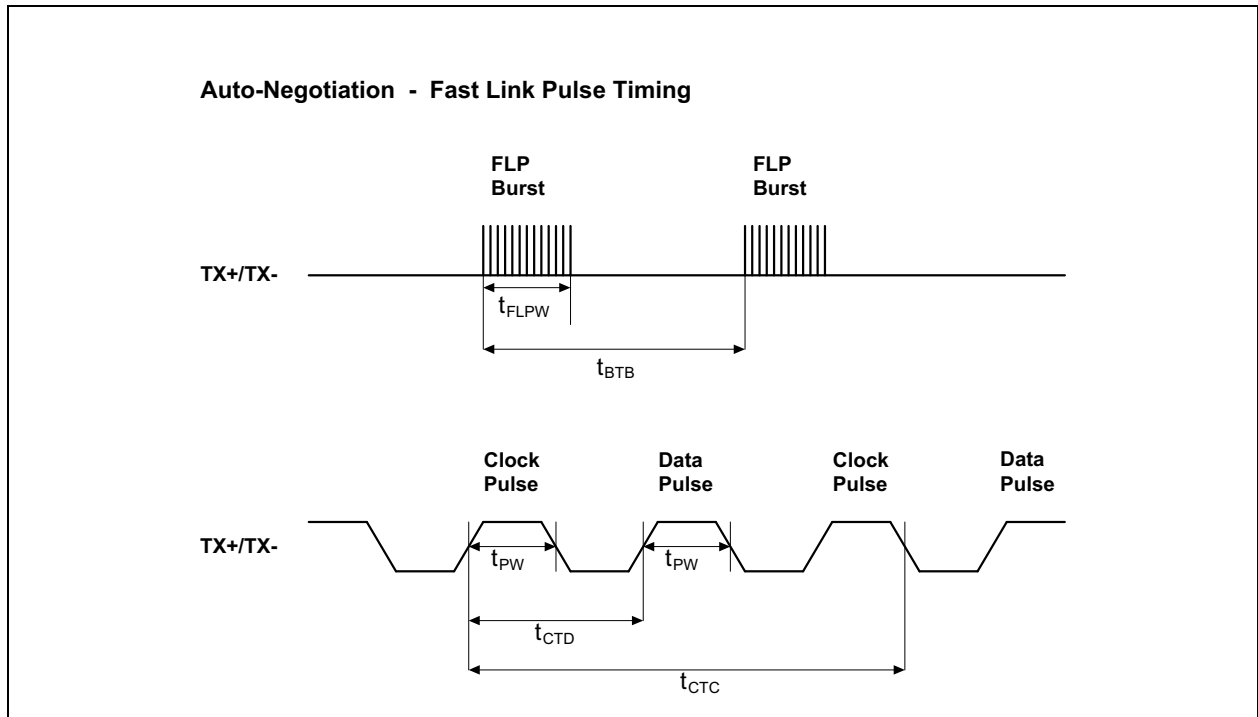 Auto-Negotiation - Fast Link Pulse Timing
FLP
Burst
FLP
Burst
TX+/TX-
tFLPW
tBTB
Clock
Pulse
Data
Pulse
Clock
Pulse
Data
Pulse
TX+/TX-
tPW
tPW
tCTD
tCTC